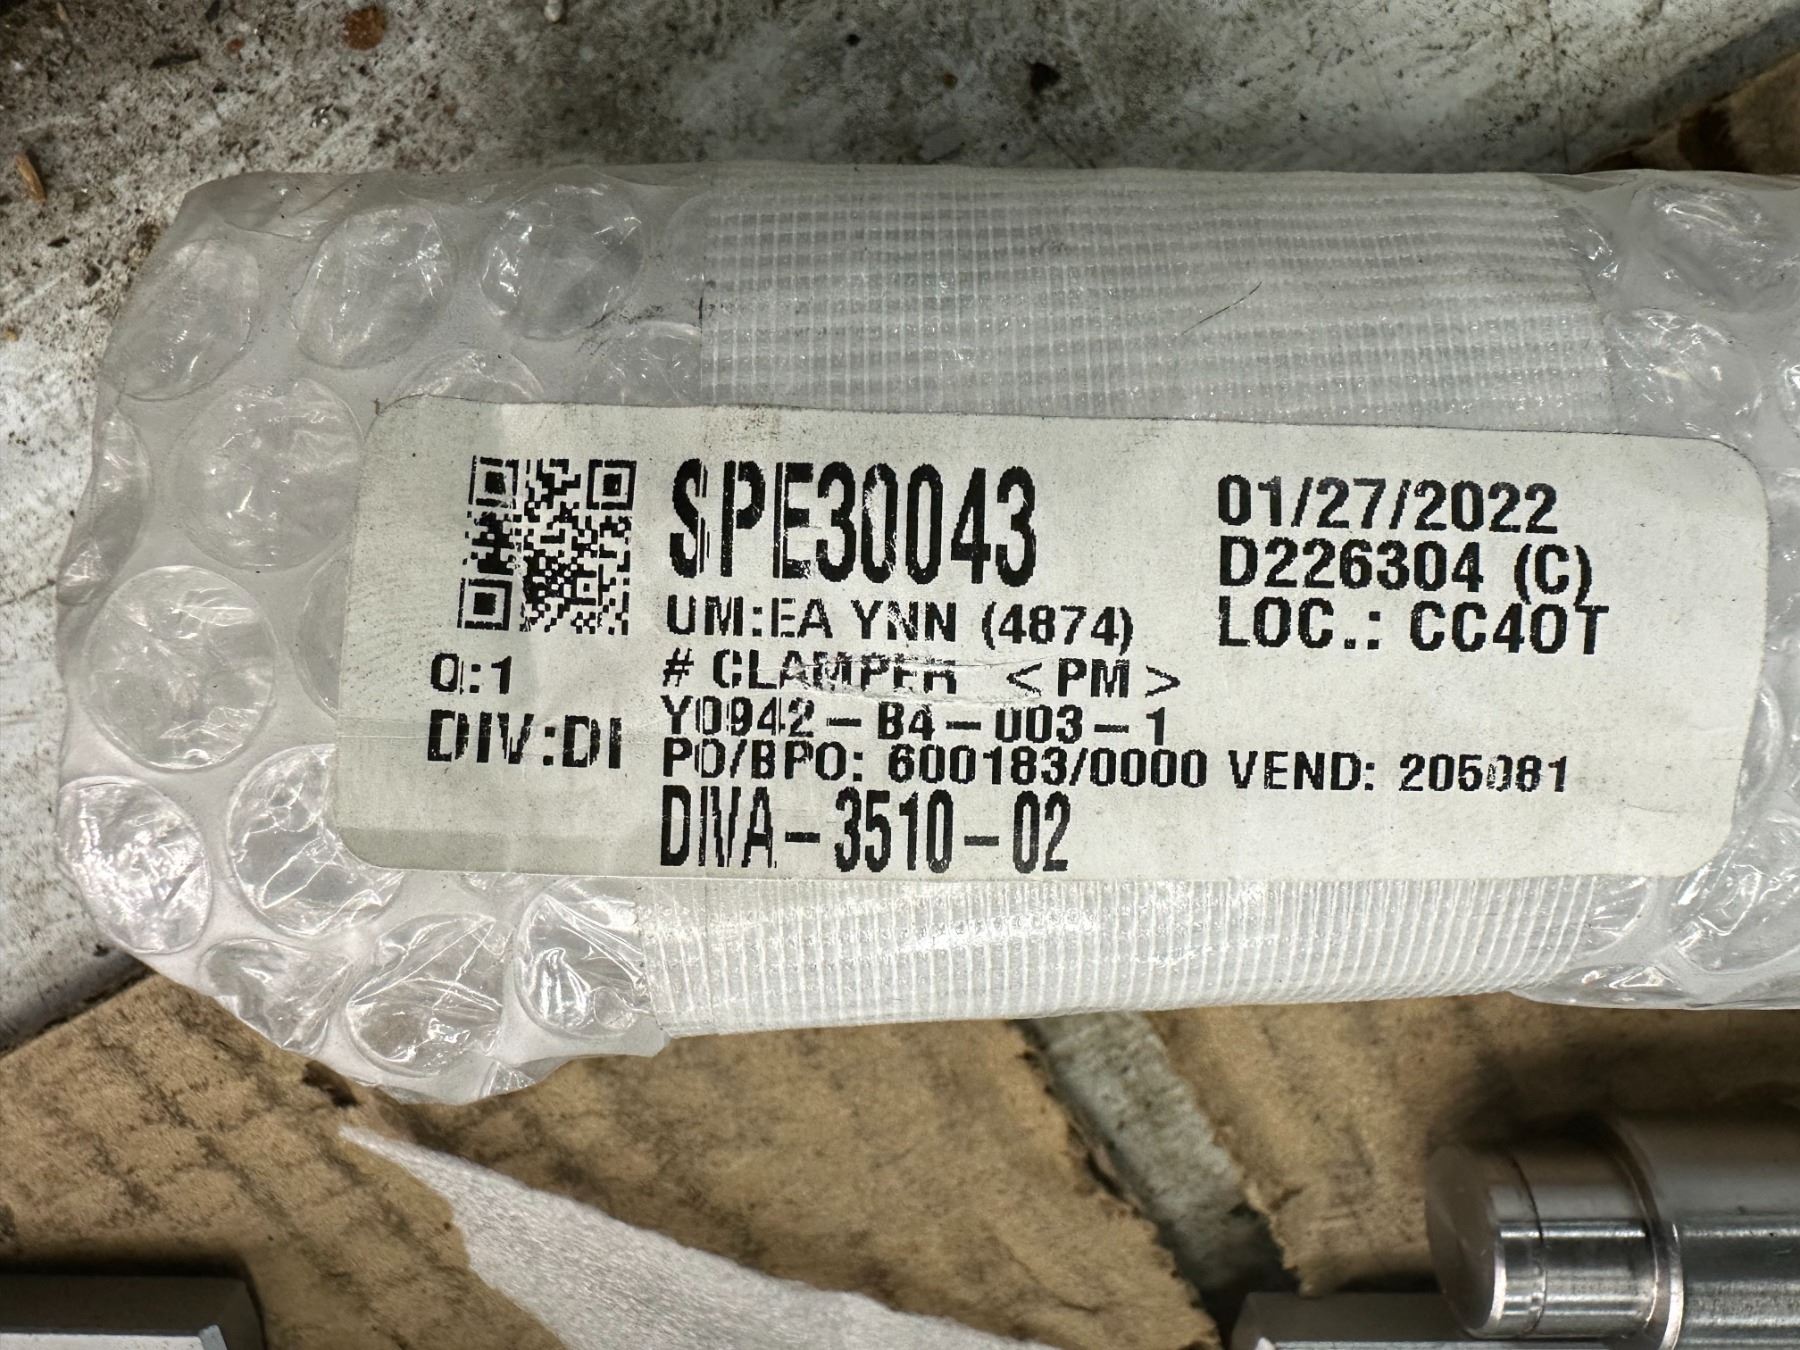 SPE30043
01/27/2022
D226304 (C)
LOC.: CC4OT
UM:EA YNN (4874)
Q:1
# CLAMPER <PM>
Y0942-B4-003-1
DIV:DI
PO/BPO: 600183/0000 VEND: 205081
DIVA-3510-02